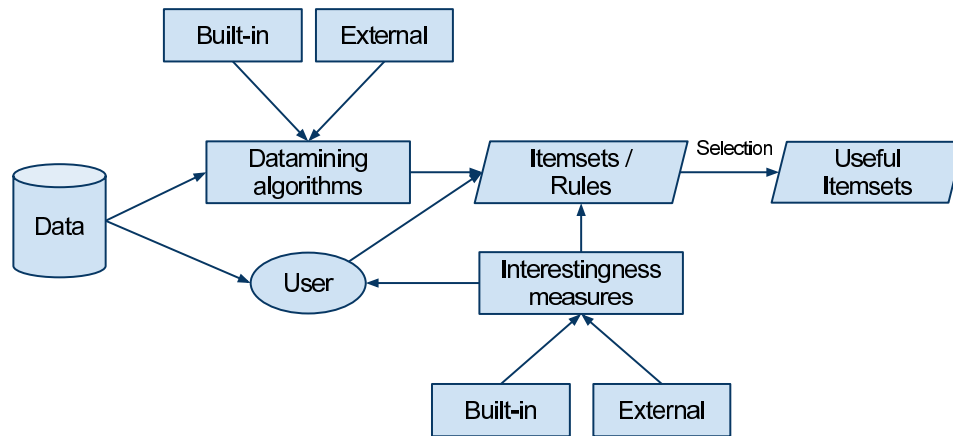 Built-in
External
Datamining
algorithms
Itemsets /
Rules
Selection
Useful
Itemsets
Data
User
Interestingness
measures
Built-in
External